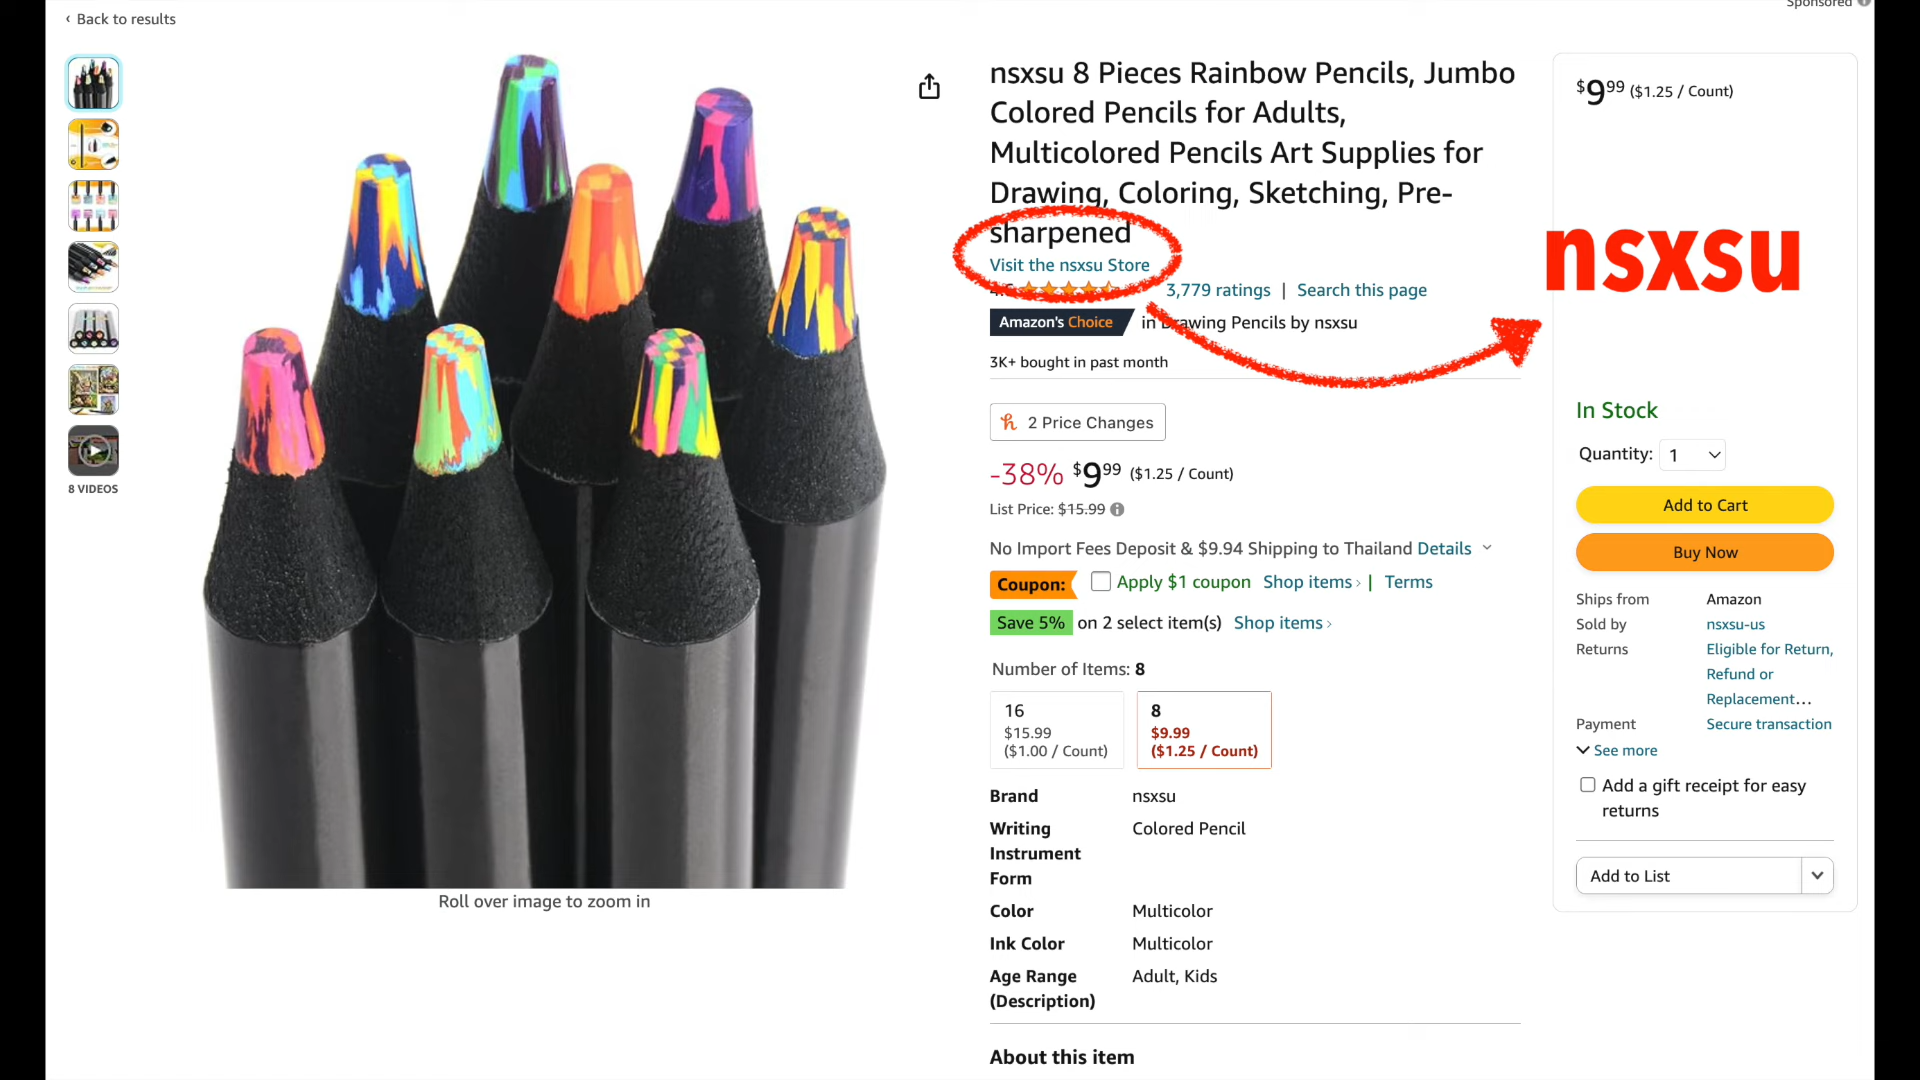 ‹ Back to results
Sponsored
nsxsu 8 Pieces Rainbow Pencils, Jumbo
Colored Pencils for Adults,
Multicolored Pencils Art Supplies for
Drawing, Coloring, Sketching, Pre-
sharpened
Visit the nsxsu Store
3,779 ratings | Search this page
Amazon's Choice in Drawing Pencils by nsxsu
3K+ bought in past month
2 Price Changes
-38% $9.99 ($1.25 / Count)
List Price: $15.99
No Import Fees Deposit & $9.94 Shipping to Thailand Details
Coupon: Apply $1 coupon Shop items › | Terms
Save 5% on 2 select item(s) Shop items ›
Number of Items: 8
16
$15.99
($1.00 / Count)
8
$9.99
($1.25 / Count)
Brand nsxsu
Writing Instrument Form Colored Pencil
Color Multicolor
Ink Color Multicolor
Age Range (Description) Adult, Kids
About this item
8 VIDEOS
Roll over image to zoom in
$9.99 ($1.25 / Count)
nsxsu
In Stock
Quantity: 1
Add to Cart
Buy Now
Ships from Amazon
Sold by nsxsu-us
Returns Eligible for Return,
Refund or
Replacement...
Payment Secure transaction
See more
Add a gift receipt for easy
returns
Add to List